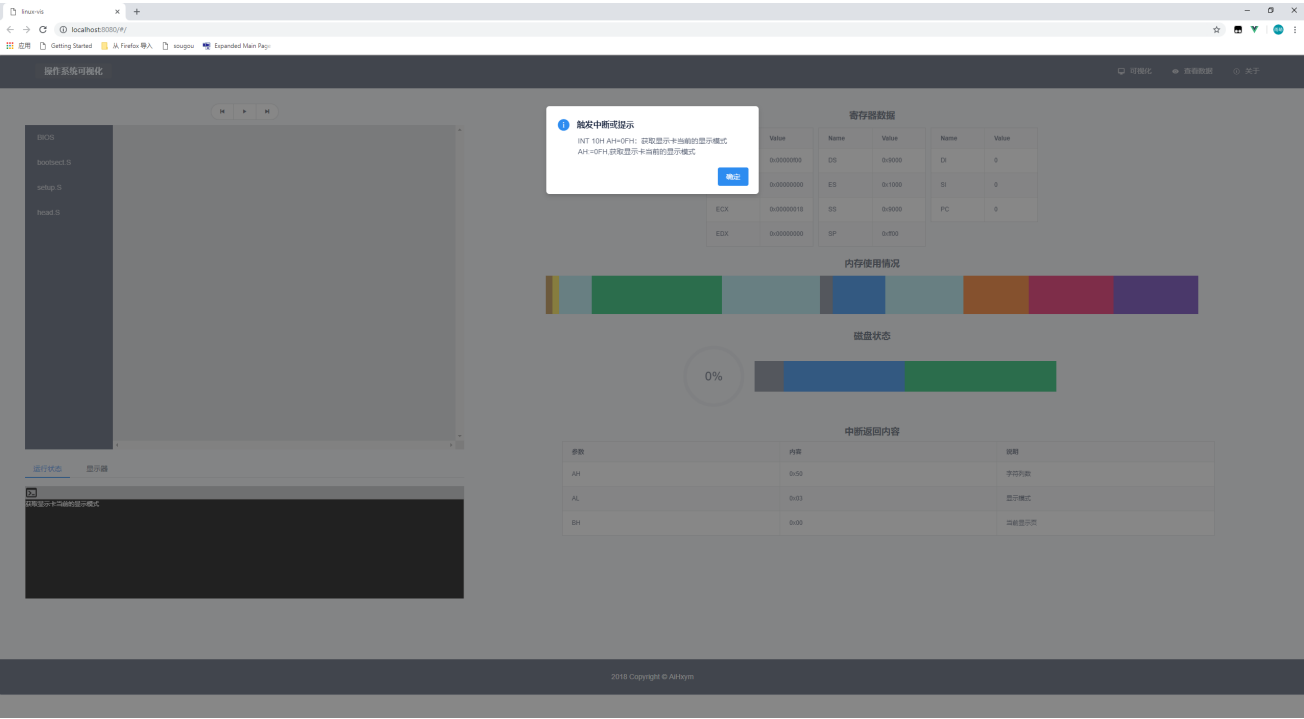 linux-vis
localhost:8080/#/
应用 Getting Started 从 Firefox 导入 sougou Expanded Main Page
操作系统可视化 可视化 查看数据 关于
BIOS
bootsect.S
setup.S
head.S
触发中断或提示
INT 10H AH=0FH：获取显示卡当前的显示模式
AH:=0FH,获取显示卡当前的显示模式
确定
寄存器数据
Value Name Value Name Value
0x00000f00 DS 0x9000 DI 0
0x00000000 ES 0x1000 SI 0
ECX 0x00000018 SS 0x9000 PC 0
EDX 0x00000000 SP 0xff00
内存使用情况
磁盘状态
0%
中断返回内容
参数 内容 说明
AH 0x50 字符列数
AL 0x03 显示模式
BH 0x00 当前显示页
运行状态 显示器
获取显示卡当前的显示模式
2018 Copyright © AiHxym